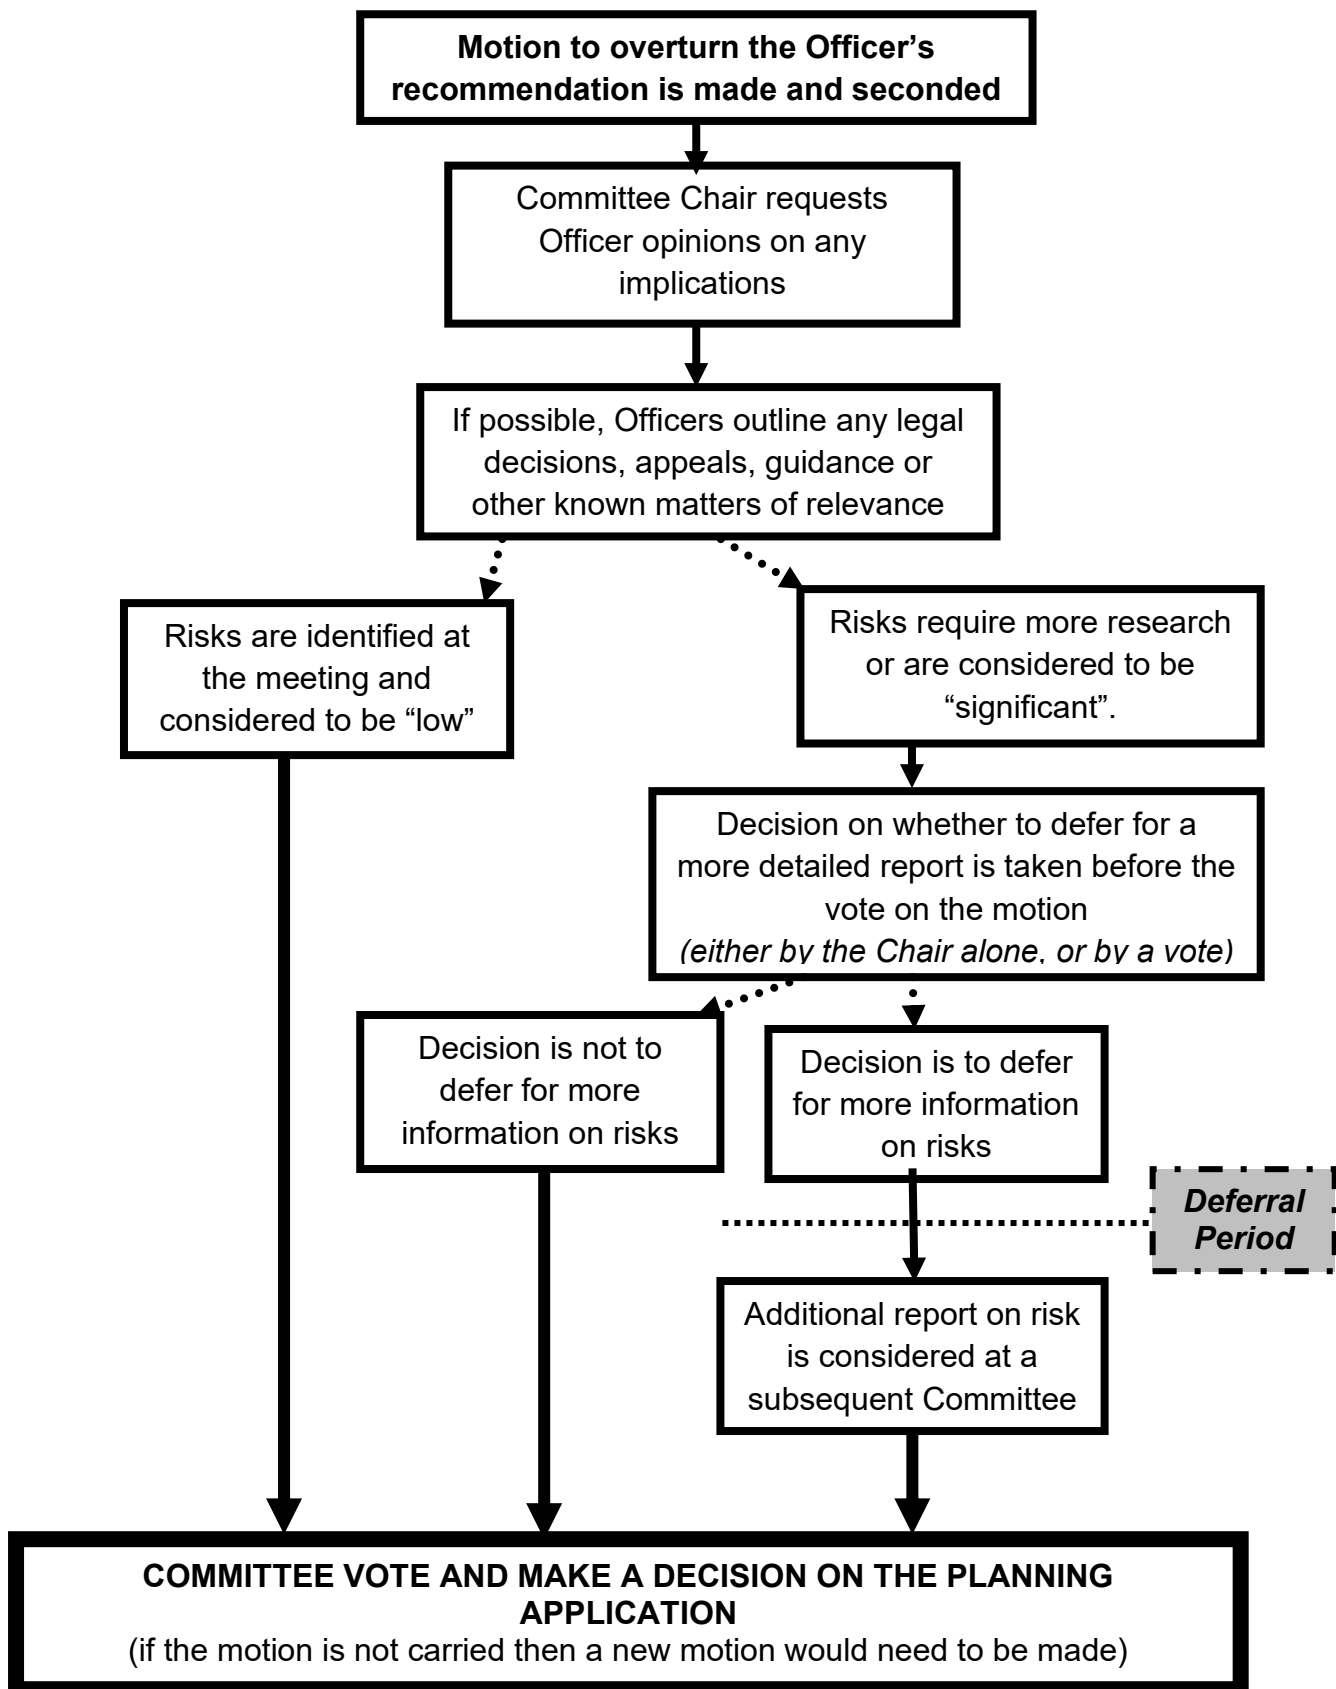 Motion to overturn the Officer’s
recommendation is made and seconded
Committee Chair requests
Officer opinions on any
implications
If possible, Officers outline any legal
decisions, appeals, guidance or
other known matters of relevance
Risks are identified at
the meeting and
considered to be “low”
Risks require more research
or are considered to be
“significant”.
Decision on whether to defer for a
more detailed report is taken before the
vote on the motion
(either by the Chair alone, or by a vote)
Decision is not to
defer for more
information on risks
Decision is to defer
for more information
on risks
Deferral
Period
Additional report on risk
is considered at a
subsequent Committee
COMMITTEE VOTE AND MAKE A DECISION ON THE PLANNING
APPLICATION
(if the motion is not carried then a new motion would need to be made)